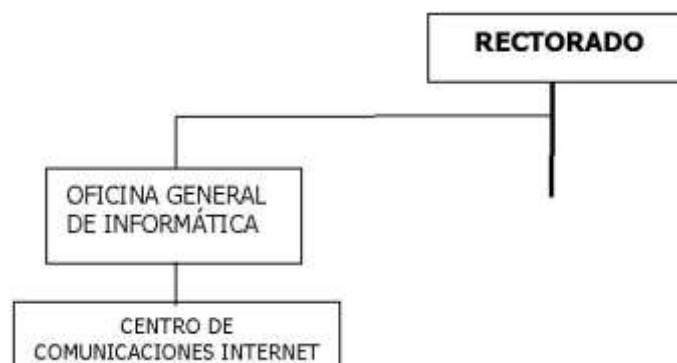 RECTORADO
OFICINA GENERAL
DE INFORMÁTICA
CENTRO DE
COMUNICACIONES INTERNET